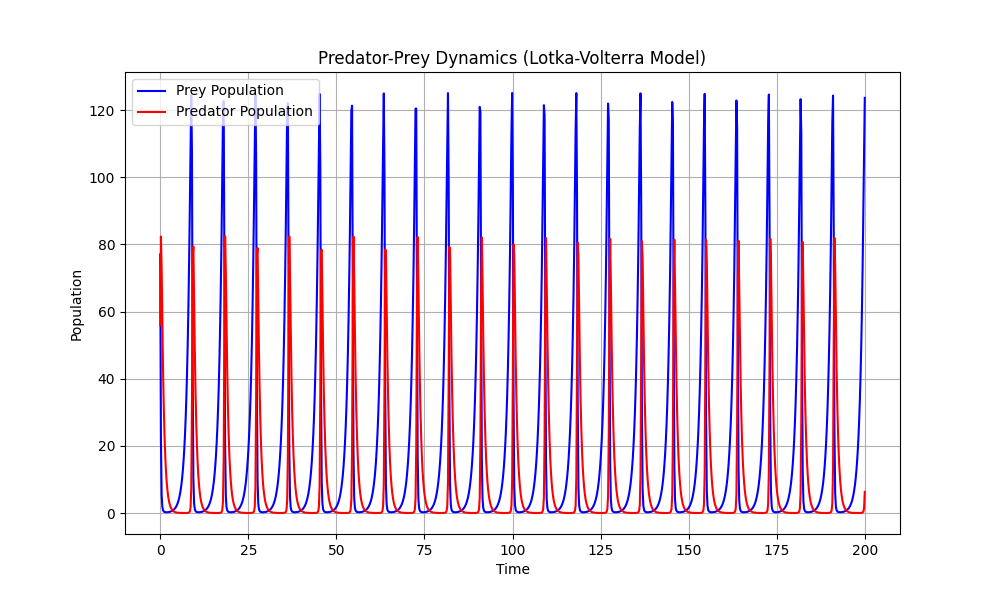 Predator-Prey Dynamics (Lotka-Volterra Model)
Prey Population
Predator Population
Population
120
100
80
60
40
20
0
0 25 50 75 100 125 150 175 200
Time